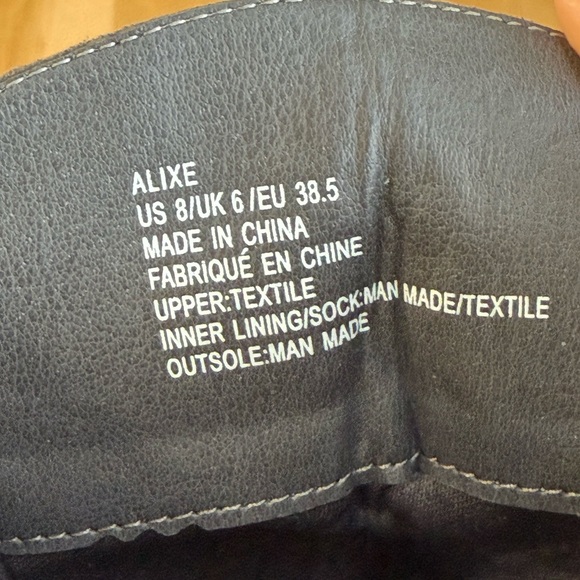 ALIXE
US 8/UK 6/EU 38.5
MADE IN CHINA
FABRIQUÉ EN CHINE
UPPER:TEXTILE
INNER LINING/SOCK:MAN MADE/TEXTILE
OUTSOLE:MAN MADE